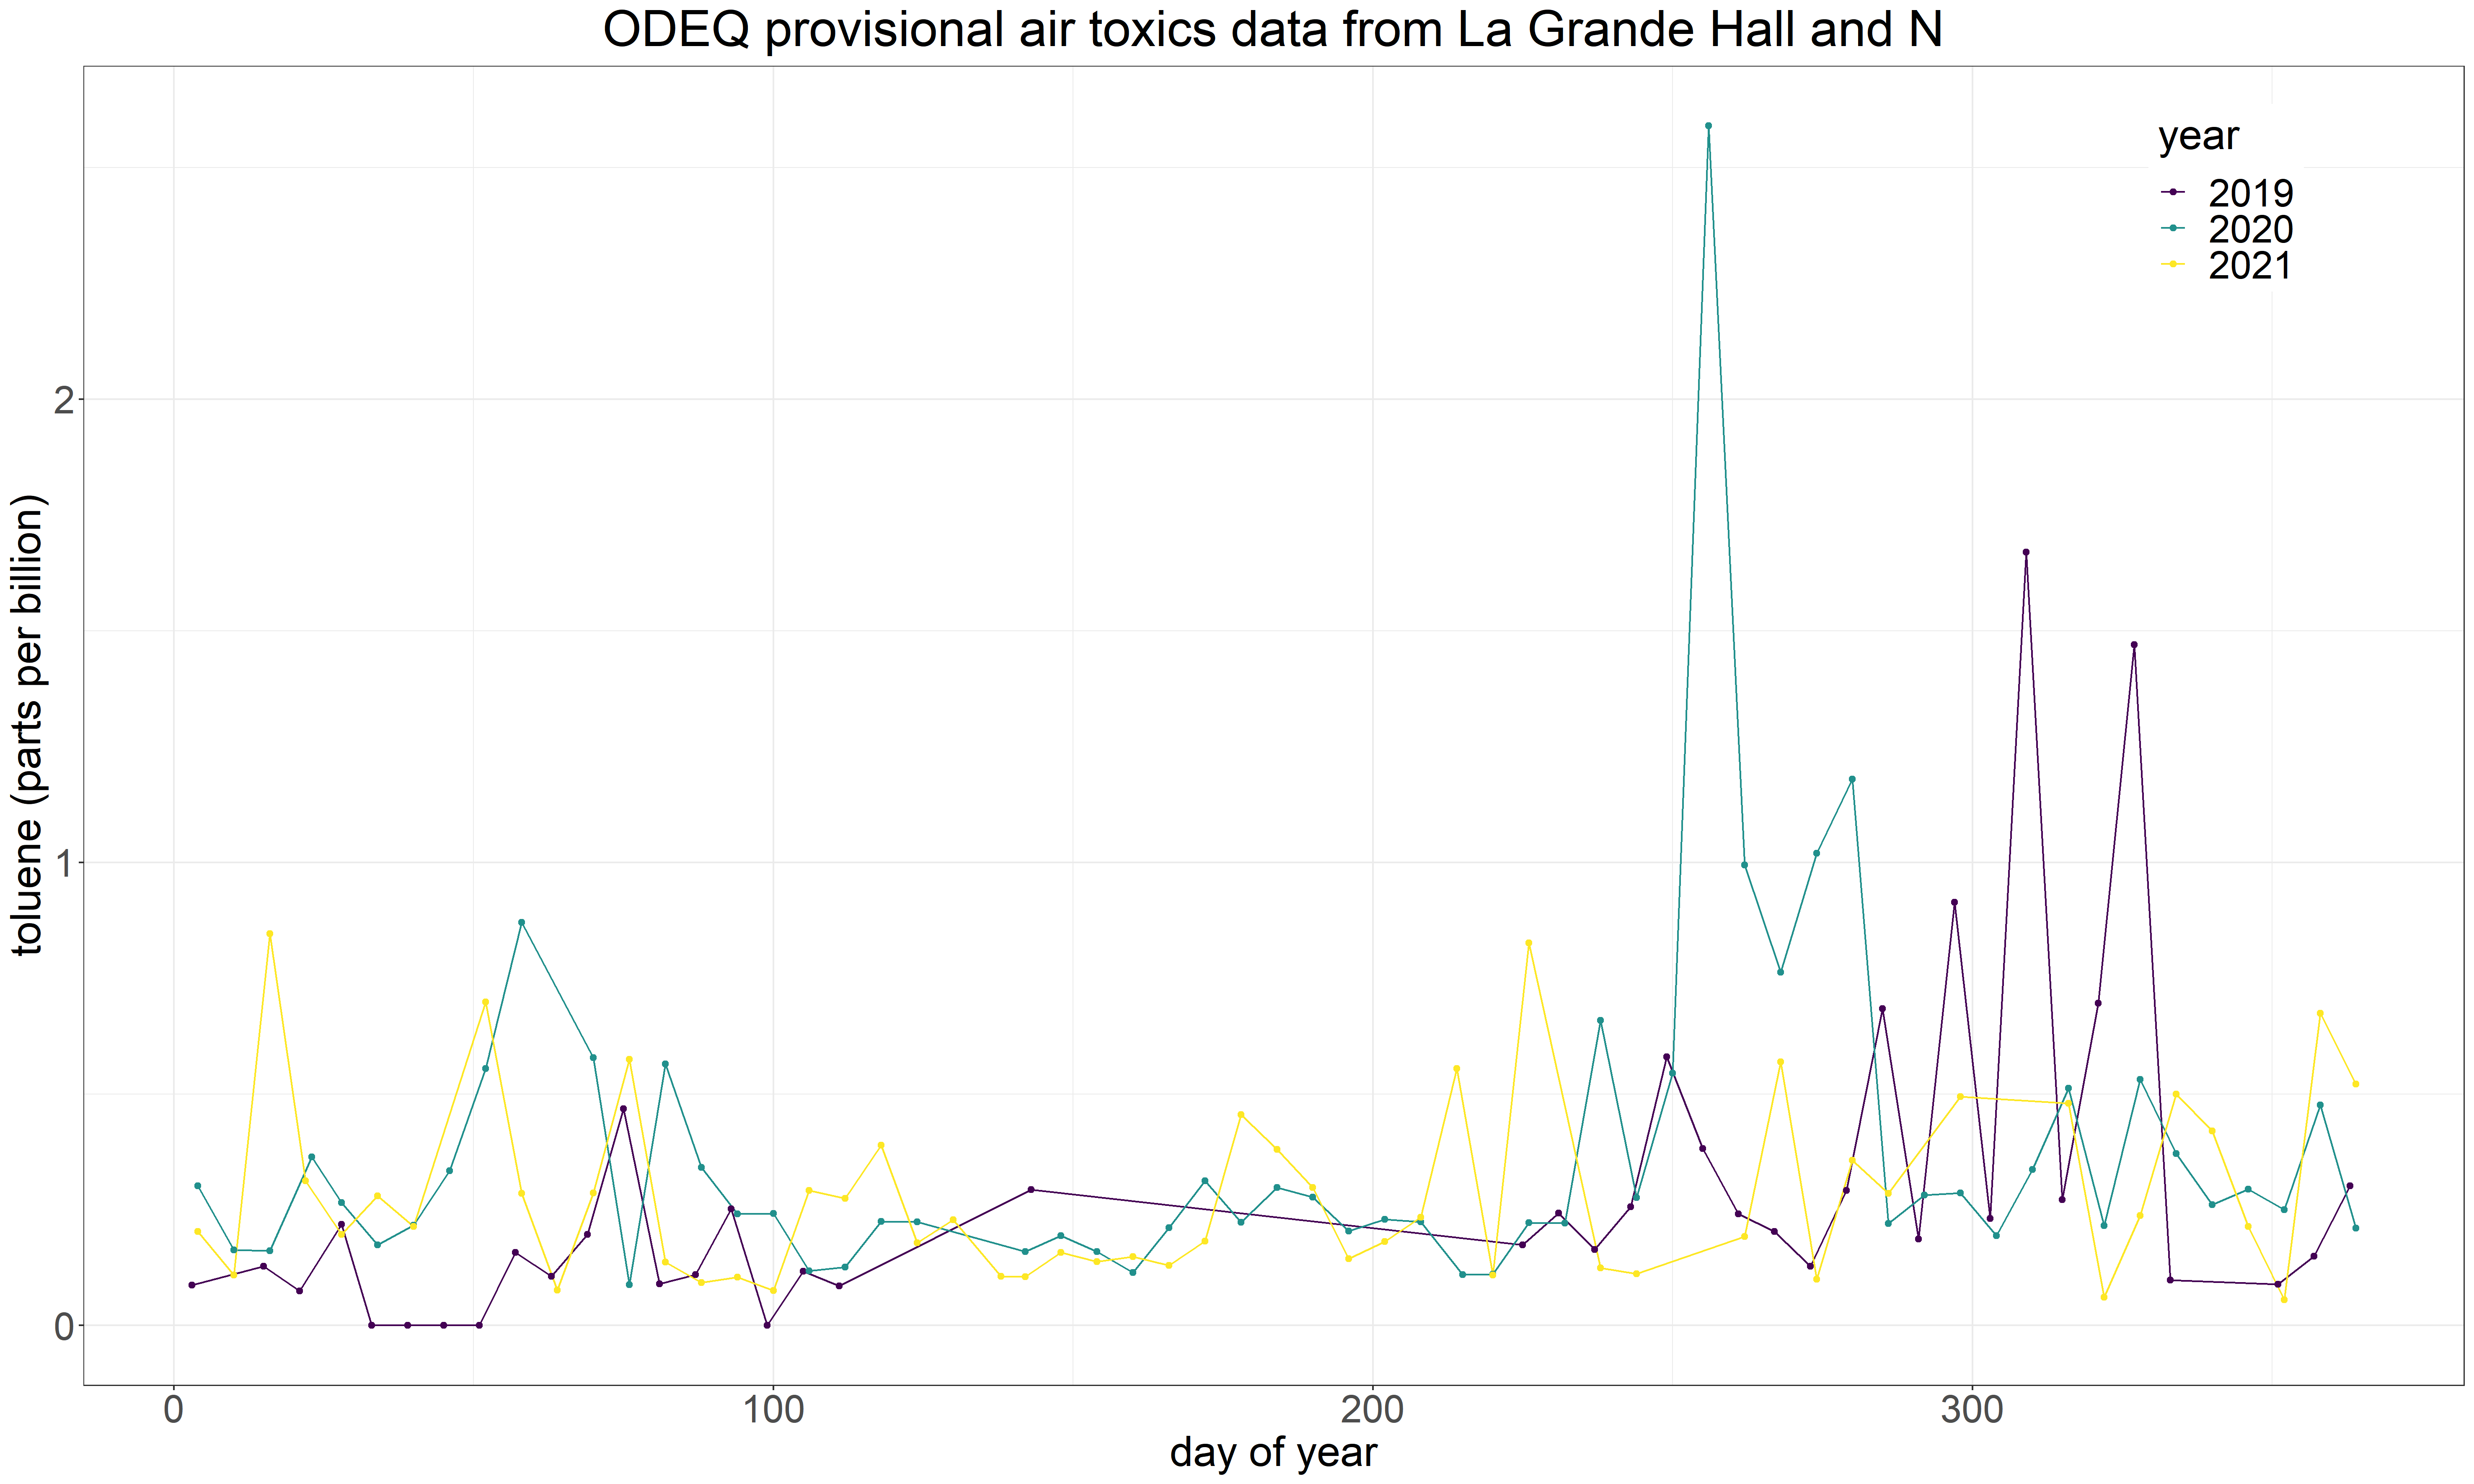 ODEQ provisional air toxics data from La Grande Hall and N
year
2019
2020
2021
toluene (parts per billion)
2
1
0
0 100 200 300
day of year